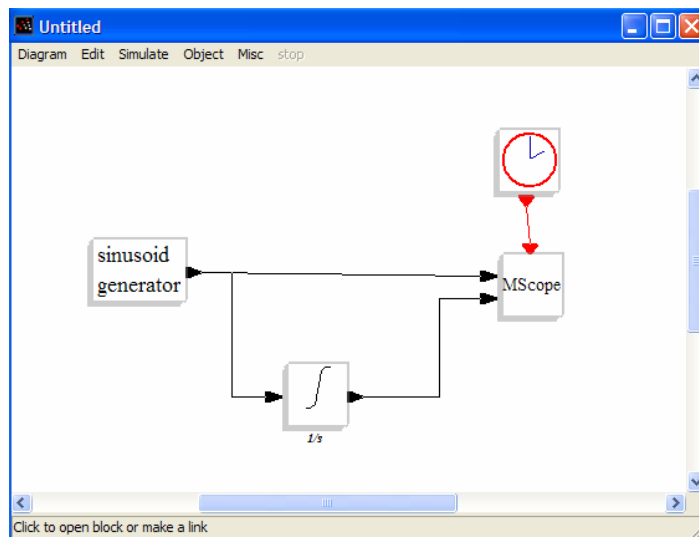 Untitled
Diagram Edit Simulate Object Misc stop
sinusoid
generator
MScope
1/s
Click to open block or make a link